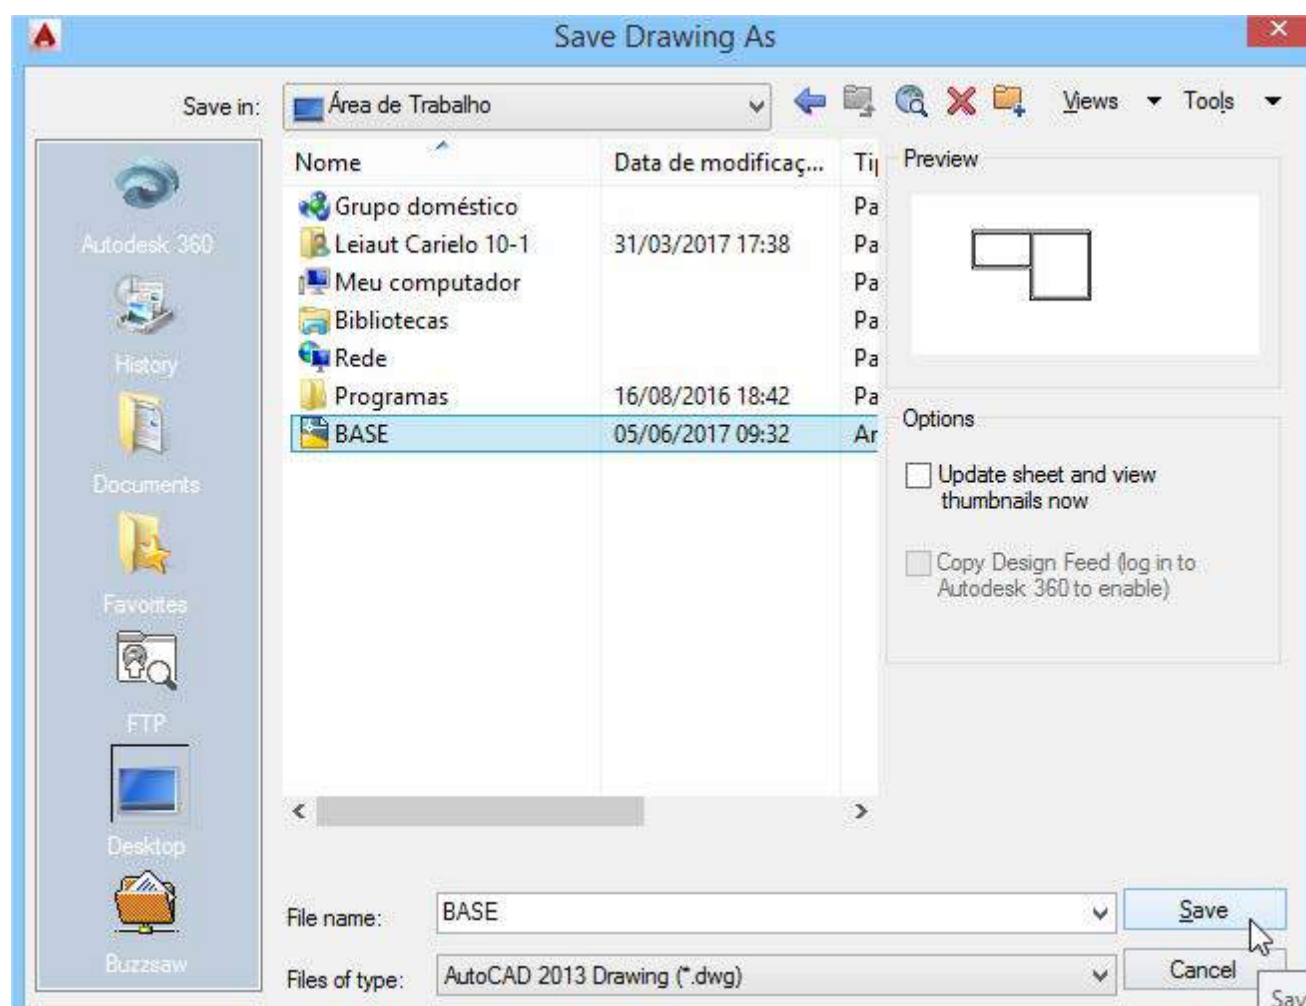 Save Drawing As
Save in:
Área de Trabalho
Views
Tools
Autodesk 360
History
Documents
Favorites
FTP
Desktop
Buzzsaw
Nome Data de modificaç... Ti
Grupo doméstico Pa
Leiaut Carielo 10-1 31/03/2017 17:38 Pa
Meu computador Pa
Bibliotecas Pa
Rede Pa
Programas 16/08/2016 18:42 Pa
BASE 05/06/2017 09:32 Ar
Preview
Options
Update sheet and view
thumbnails now
Copy Design Feed (log in to
Autodesk 360 to enable)
File name: BASE
Save
Files of type: AutoCAD 2013 Drawing (*.dwg)
Cancel
Sav